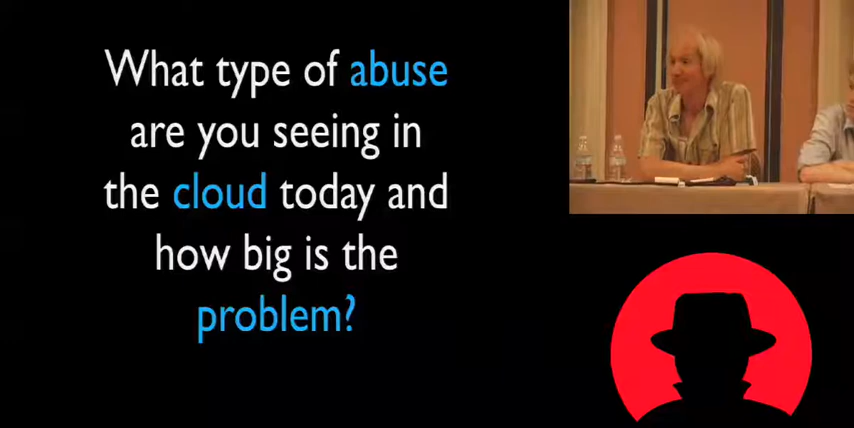 What type of abuse
are you seeing in
the cloud today and
how big is the
problem?